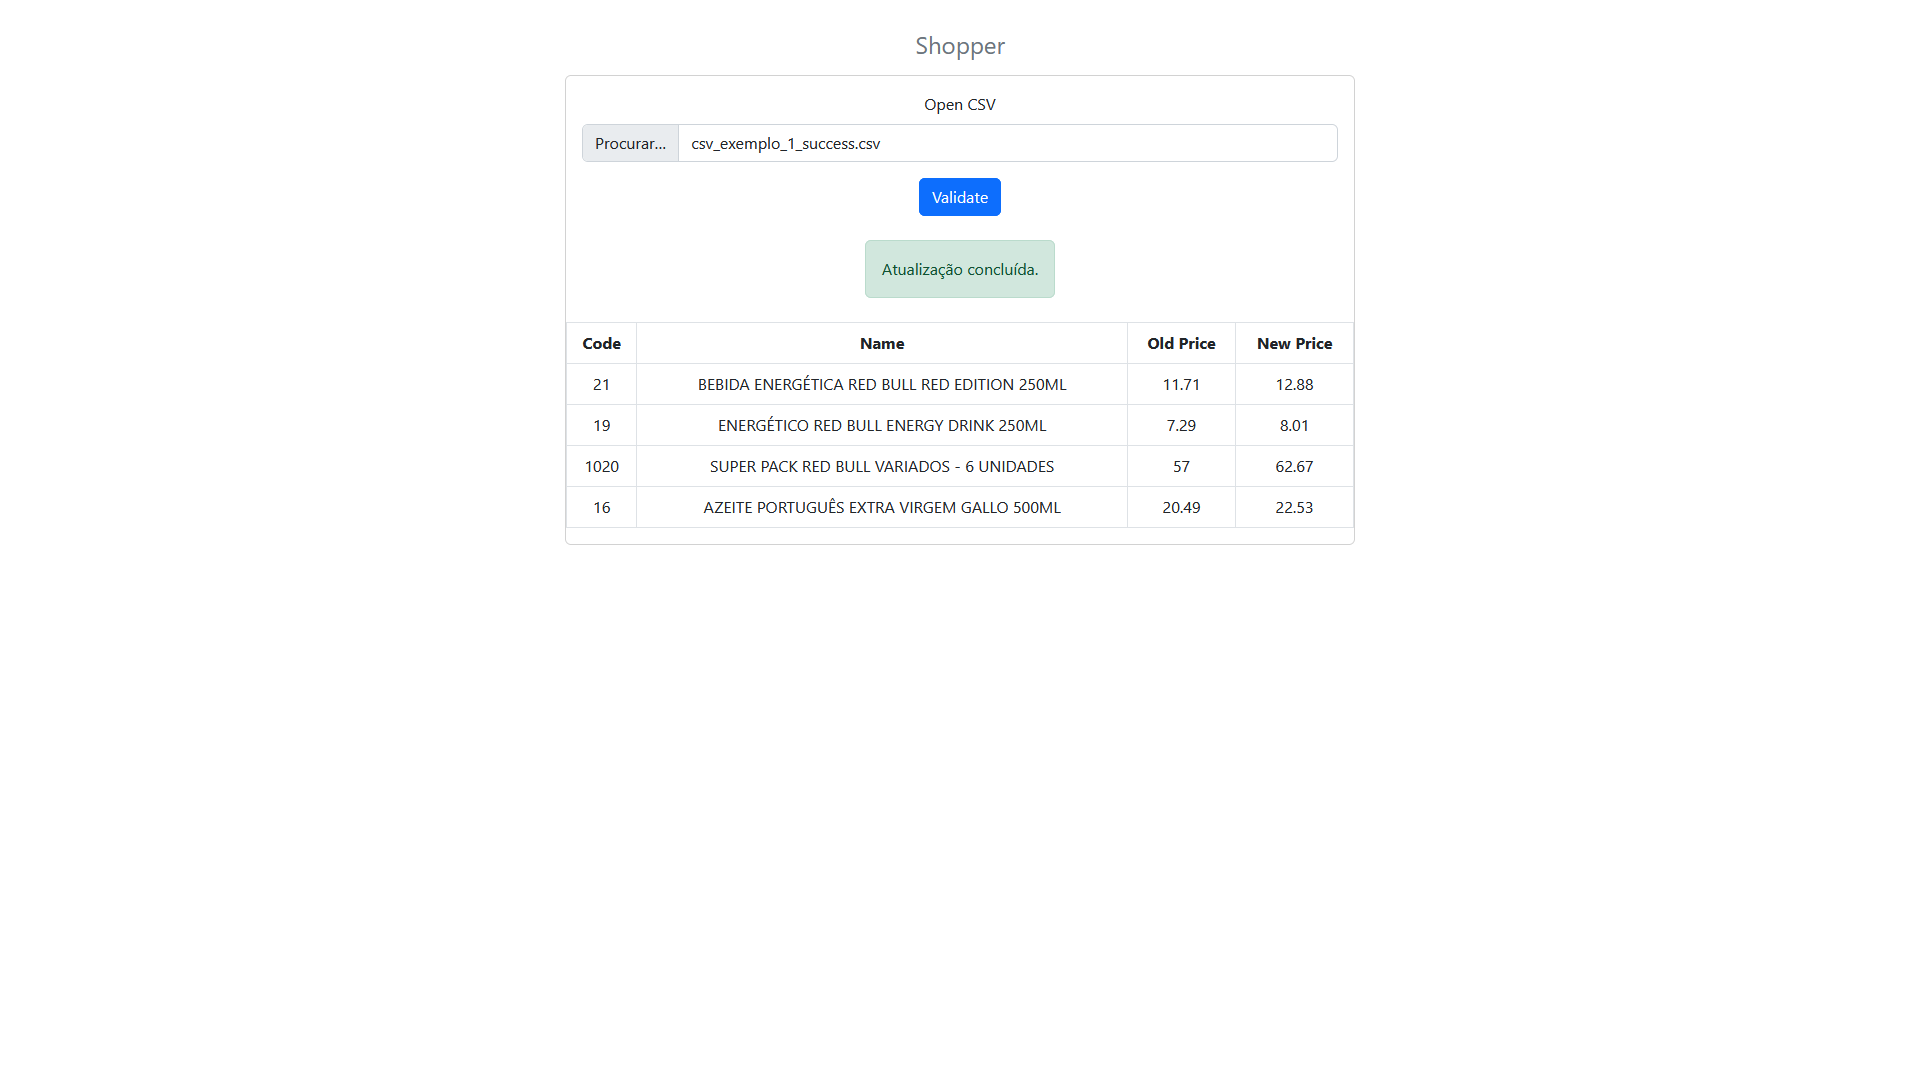 Shopper
Open CSV
Procurar... csv_exemplo_1_success.csv
Validate
Atualização concluída.
Code Name Old Price New Price
21 BEBIDA ENERGÉTICA RED BULL RED EDITION 250ML 11.71 12.88
19 ENERGÉTICO RED BULL ENERGY DRINK 250ML 7.29 8.01
1020 SUPER PACK RED BULL VARIADOS - 6 UNIDADES 57 62.67
16 AZEITE PORTUGUÊS EXTRA VIRGEM GALLO 500ML 20.49 22.53